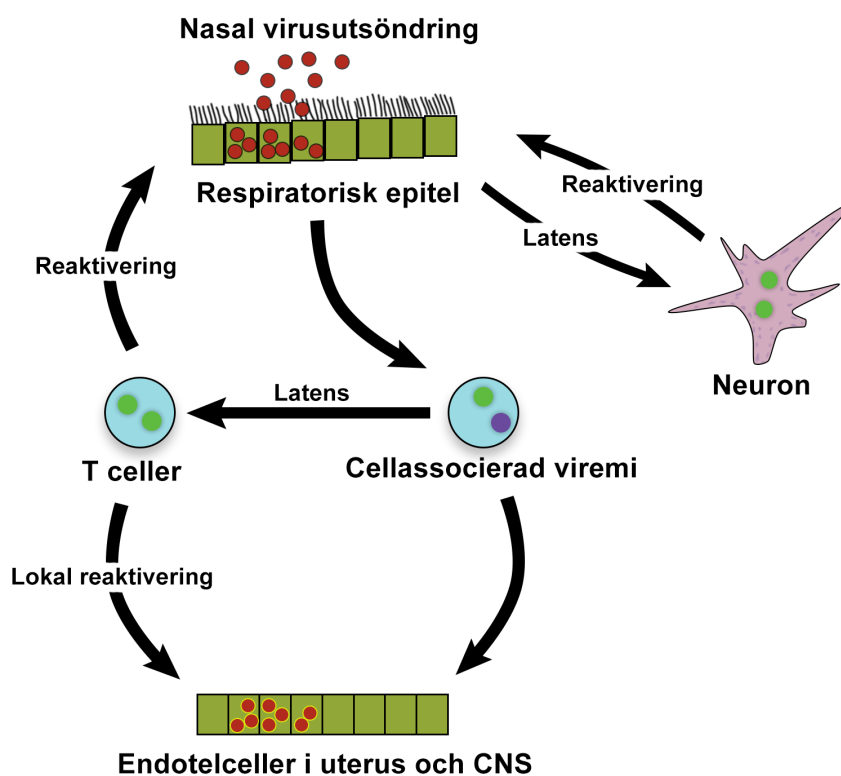 Nasal virusutsöndring
Respiratorisk epitel
Reaktivering
Latens
Reaktivering
Neuron
Latens
T celler
Cellassocierad viremi
Lokal reaktivering
Endotelceller i uterus och CNS